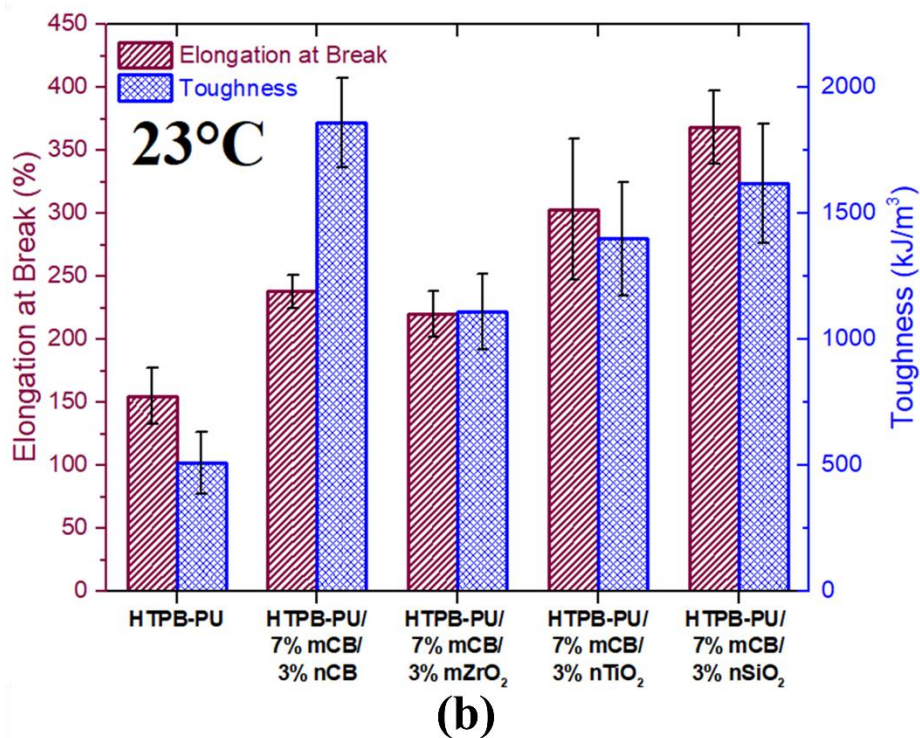 Elongation at Break
Toughness
23°C
Elongation at Break (%)
450
400
350
300
250
200
150
100
50
0
Toughness (kJ/m³)
2000
1500
1000
500
0
HTPB-PU
HTPB-PU/
7% mCB/
3% nCB
HTPB-PU/
7% mCB/
3% mZrO₂
HTPB-PU/
7% mCB/
3% nTiO₂
HTPB-PU/
7% mCB/
3% nSiO₂
(b)